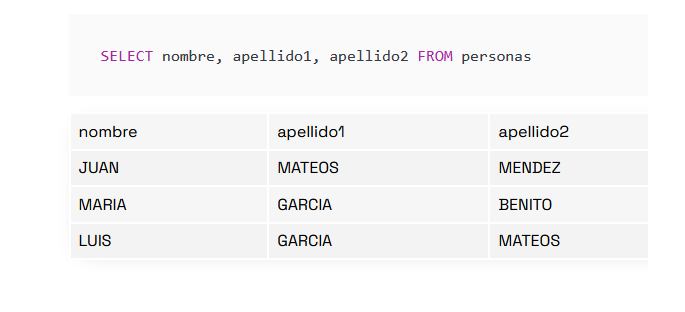 SELECT nombre, apellido1, apellido2 FROM personas
nombre apellido1 apellido2
JUAN MATEOS MENDEZ
MARIA GARCIA BENITO
LUIS GARCIA MATEOS